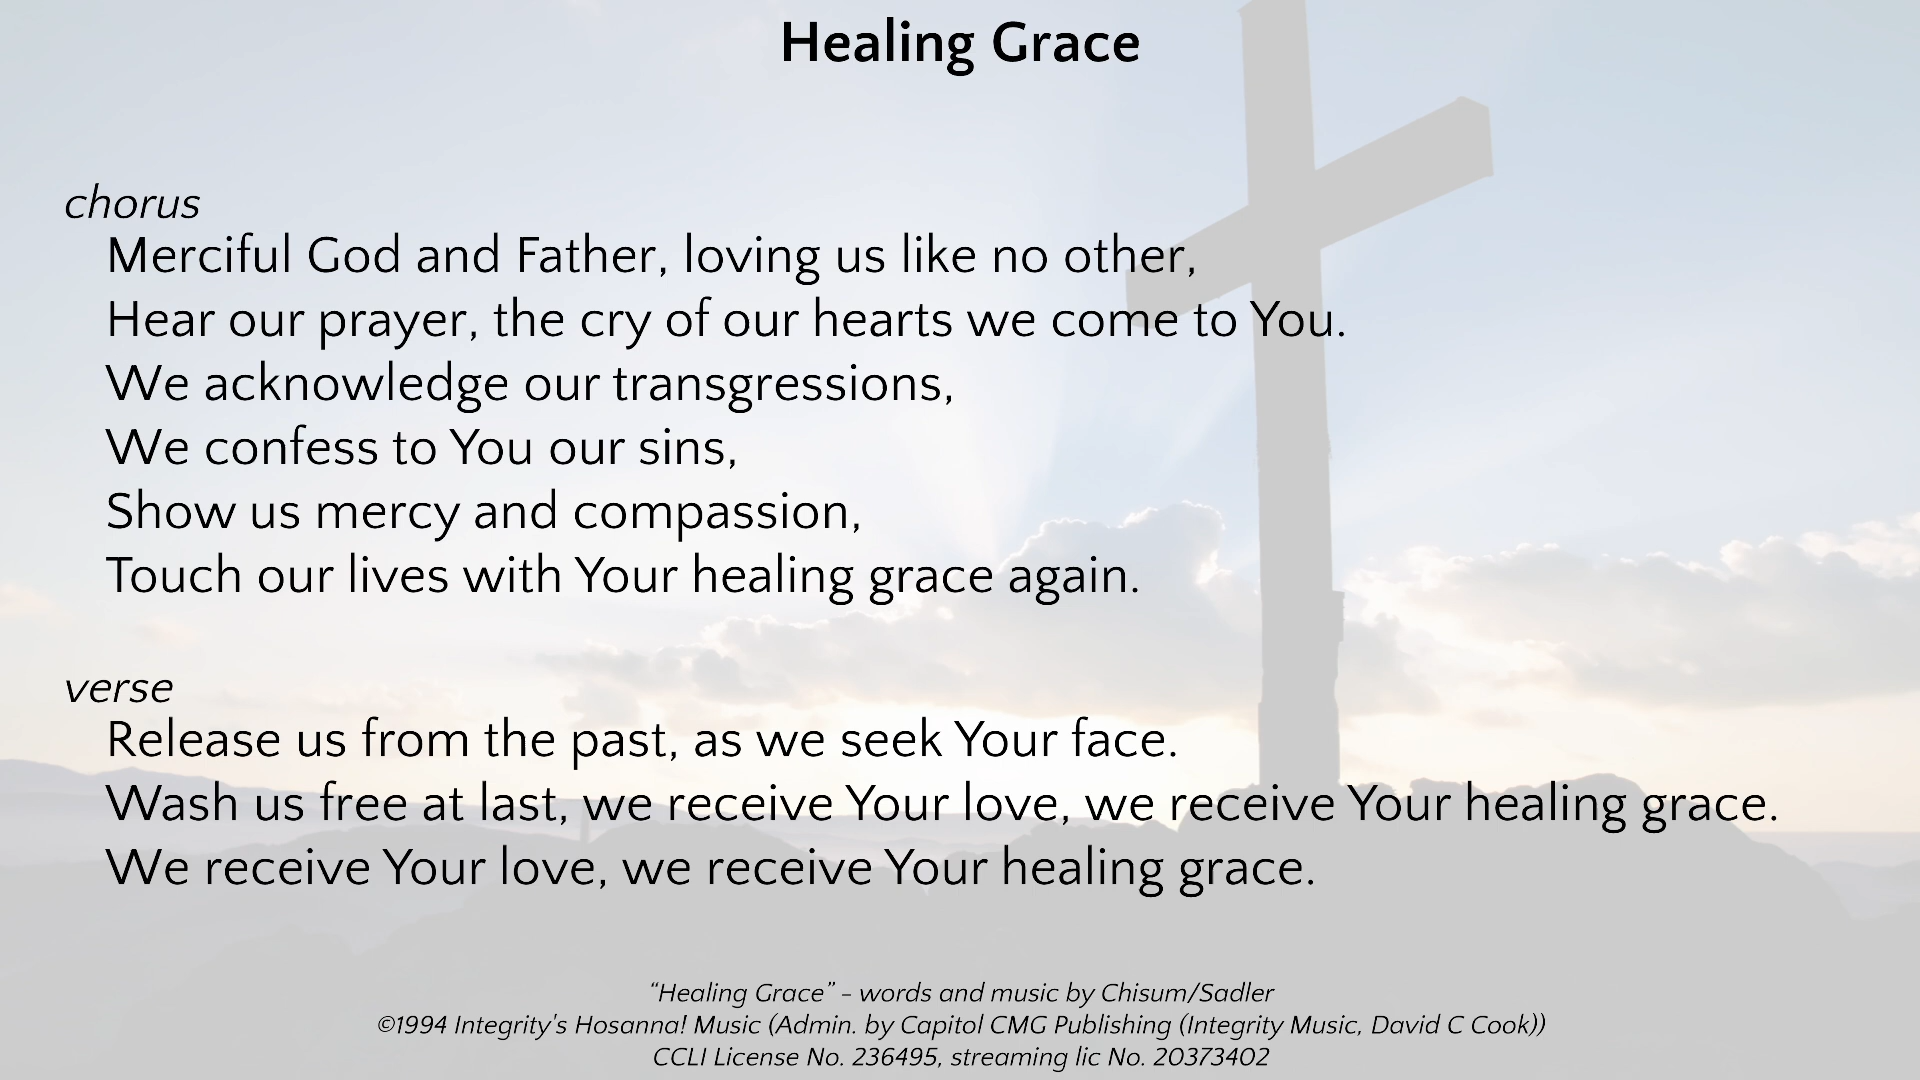 Healing Grace
chorus
Merciful God and Father, loving us like no other,
Hear our prayer, the cry of our hearts we come to You.
We acknowledge our transgressions,
We confess to You our sins,
Show us mercy and compassion,
Touch our lives with Your healing grace again.
verse
Release us from the past, as we seek Your face.
Wash us free at last, we receive Your love, we receive Your healing grace.
We receive Your love, we receive Your healing grace.
“Healing Grace” – words and music by Chisum/Sadler
©1994 Integrity's Hosanna! Music (Admin. by Capitol CMG Publishing (Integrity Music, David C Cook))
CCLI License No. 236495, streaming lic No. 20373402